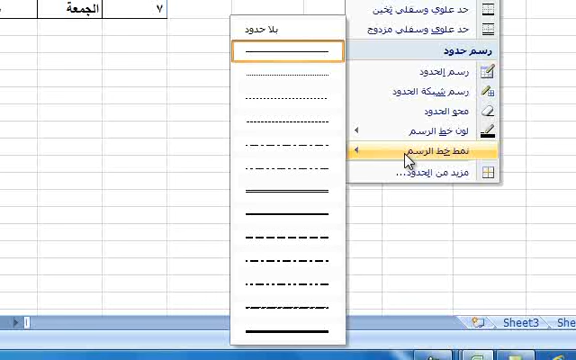 حد علوي وسفلي ثخين
حد علوي وسفلي مزدوج
رسم حدود
رسم الحدود
رسم شبكة الحدود
محو الحدود
لون خط الرسم
نمط خط الرسم
مزيد من الحدود...
بلا حدود
٧
الجمعة
Sheet3
She